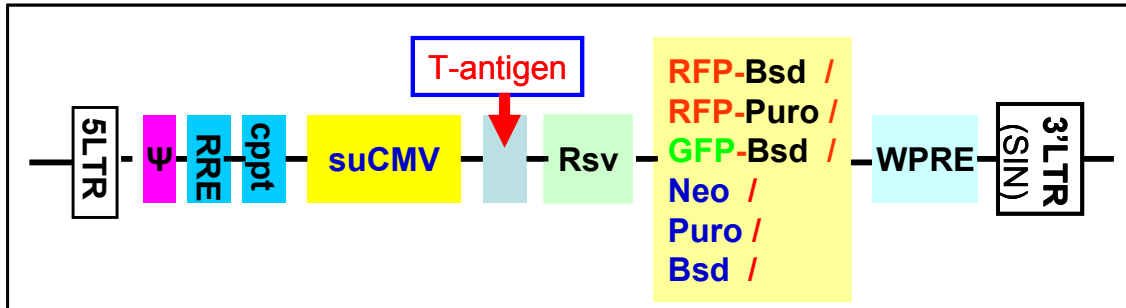 T-antigen
5LTR
Ψ
RRE
cppt
suCMV
Rsv
RFP-Bsd /
RFP-Puro /
GFP-Bsd /
Neo /
Puro /
Bsd /
WPRE
3'LTR
(SIN)